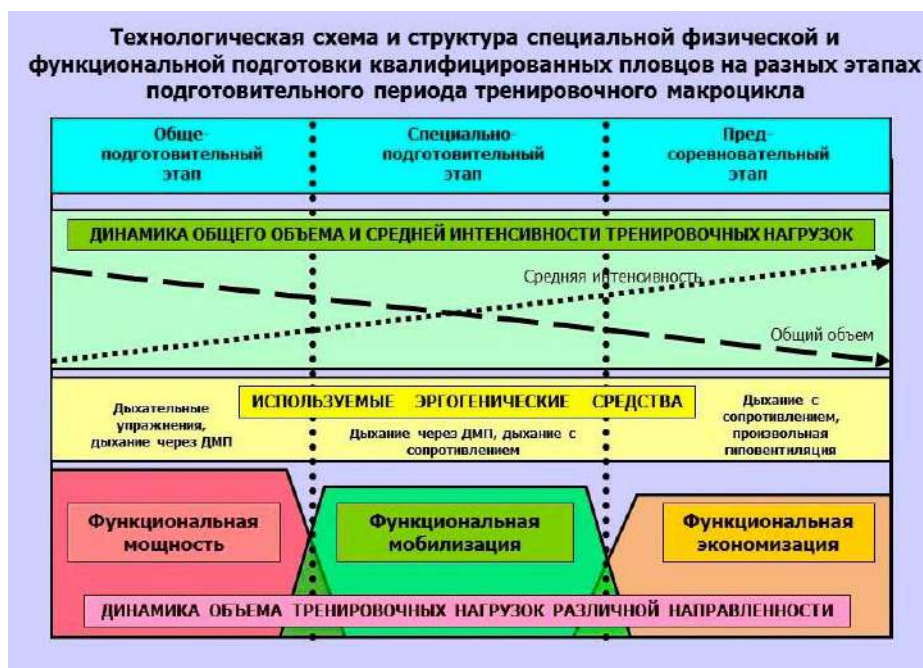 Технологическая схема и структура специальной физической и
функциональной подготовки квалифицированных пловцов на разных этапах
подготовительного периода тренировочного макроцикла
Обще-
подготовительный
этап
Специально-
подготовительный
этап
Пред-
соревновательный
этап
ДИНАМИКА ОБЩЕГО ОБЪЕМА И СРЕДНЕЙ ИНТЕНСИВНОСТИ ТРЕНИРОВОЧНЫХ НАГРУЗОК
Средняя интенсивность
Общий объем
ИСПОЛЬЗУЕМЫЕ ЭРГОГЕНИЧЕСКИЕ СРЕДСТВА
Дыхательные
упражнения,
дыхание через ДМП
Дыхание через ДМП, дыхание с
сопротивлением
Дыхание с
сопротивлением,
произвольная
гиповентиляция
Функциональная
мощность
Функциональная
мобилизация
Функциональная
экономизация
ДИНАМИКА ОБЪЕМА ТРЕНИРОВОЧНЫХ НАГРУЗОК РАЗЛИЧНОЙ НАПРАВЛЕННОСТИ